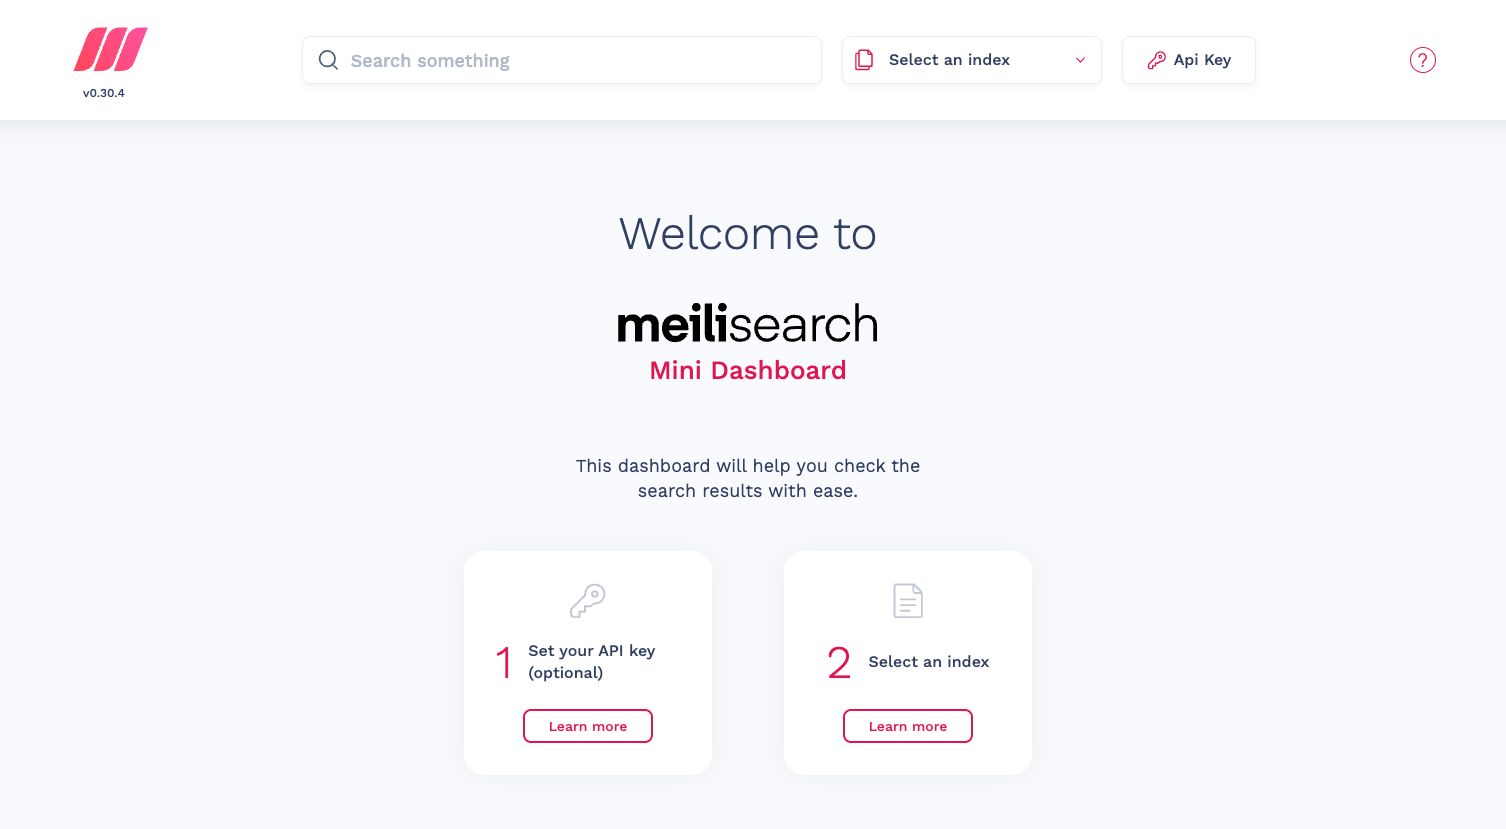 v0.30.4
Search something
Select an index
Api Key
Welcome to
meilisearch
Mini Dashboard
This dashboard will help you check the
search results with ease.
1
Set your API key
(optional)
Learn more
2
Select an index
Learn more